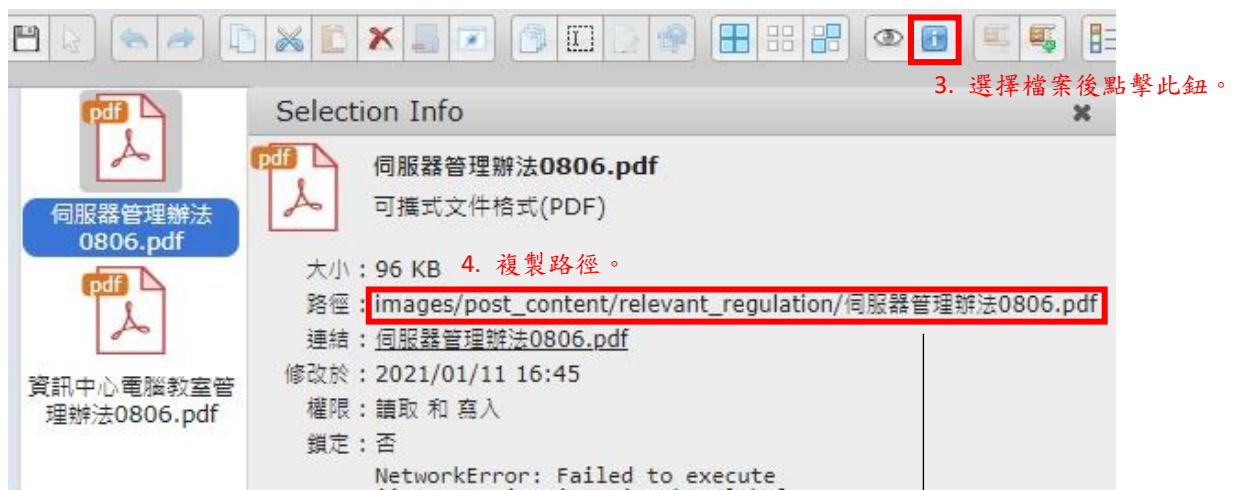 3. 選擇檔案後點擊此鈕。
pdf
伺服器管理辦法
0806.pdf
pdf
資訊中心電腦教室管
理辦法0806.pdf
Selection Info
pdf
伺服器管理辦法0806.pdf
可攜式文件格式(PDF)
大小：96 KB
4. 複製路徑。
路徑：images/post_content/relevant_regulation/伺服器管理辦法0806.pdf
連結：伺服器管理辦法0806.pdf
修改於：2021/01/11 16:45
權限：讀取 和 寫入
鎖定：否
NetworkError: Failed to execute